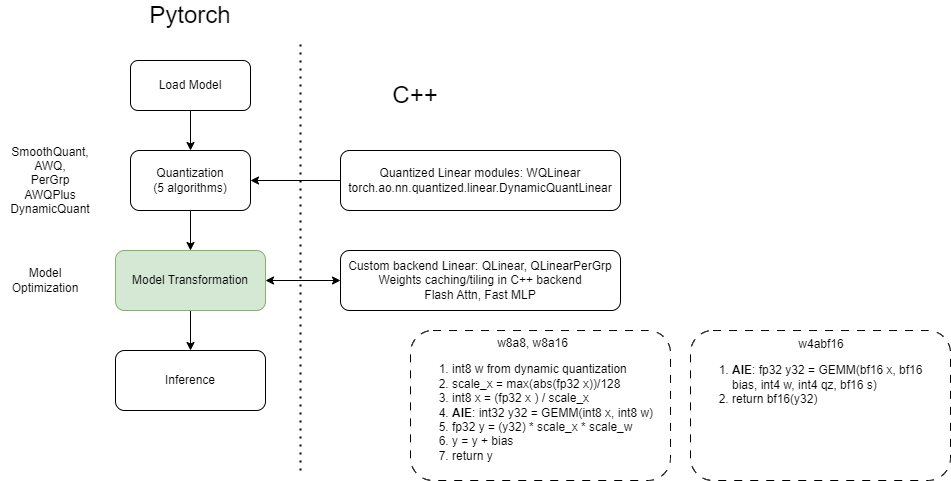 Pytorch
C++
Load Model
SmoothQuant,
AWQ,
PerGrp
AWQPlus
DynamicQuant
Quantization
(5 algorithms)
Quantized Linear modules: WQLinear
torch.ao.nn.quantized.linear.DynamicQuantLinear
Model
Optimization
Model Transformation
Custom backend Linear: QLinear, QLinearPerGrp
Weights caching/tiling in C++ backend
Flash Attn, Fast MLP
Inference
w8a8, w8a16
1. int8 w from dynamic quantization
2. scale_x = max(abs(fp32 x))/128
3. int8 x = (fp32 x ) / scale_x
4. AIE: int32 y32 = GEMM(int8 x, int8 w)
5. fp32 y = (y32) * scale_x * scale_w
6. y = y + bias
7. return y
w4abf16
1. AIE: fp32 y32 = GEMM(bf16 x, bf16
bias, int4 w, int4 qz, bf16 s)
2. return bf16(y32)